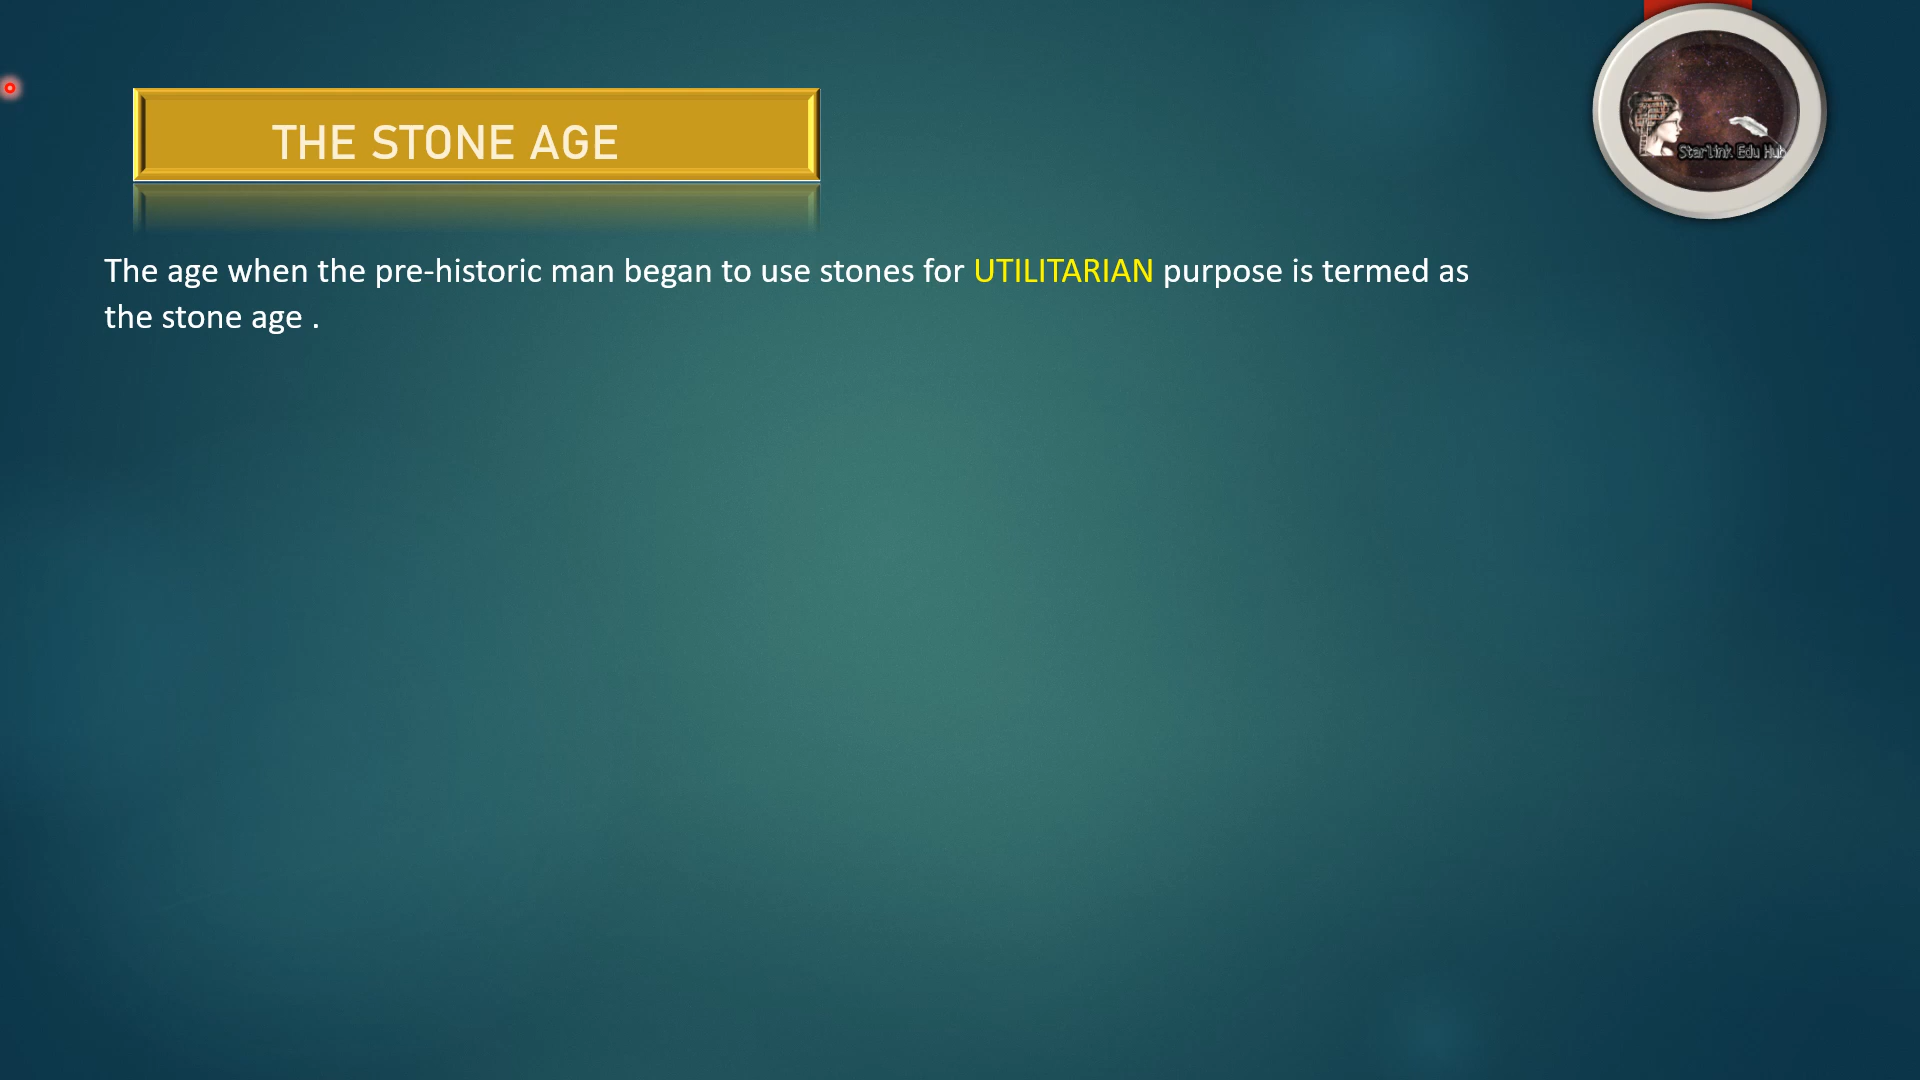 THE STONE AGE
Starlink Edu Hub
The age when the pre-historic man began to use stones for UTILITARIAN purpose is termed as
the stone age .